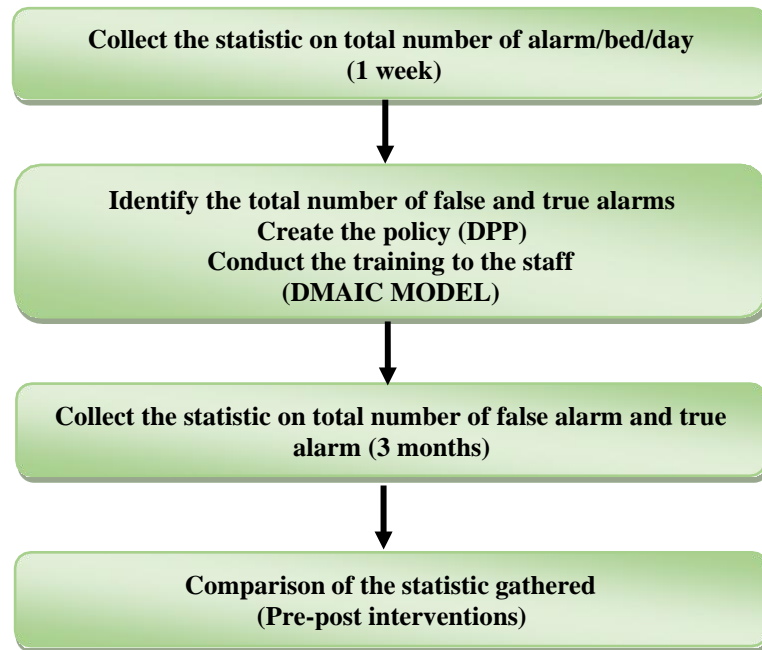 Collect the statistic on total number of alarm/bed/day
(1 week)
Identify the total number of false and true alarms
Create the policy (DPP)
Conduct the training to the staff
(DMAIC MODEL)
Collect the statistic on total number of false alarm and true
alarm (3 months)
Comparison of the statistic gathered
(Pre-post interventions)